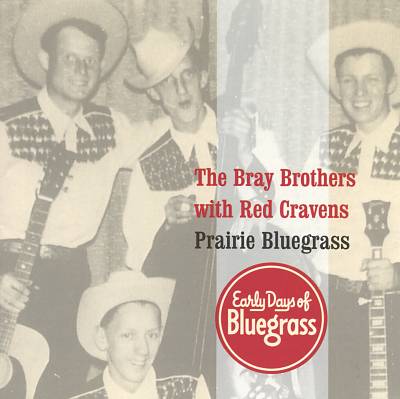 The Bray Brothers
with Red Cravens
Prairie Bluegrass
Early Days of
Bluegrass